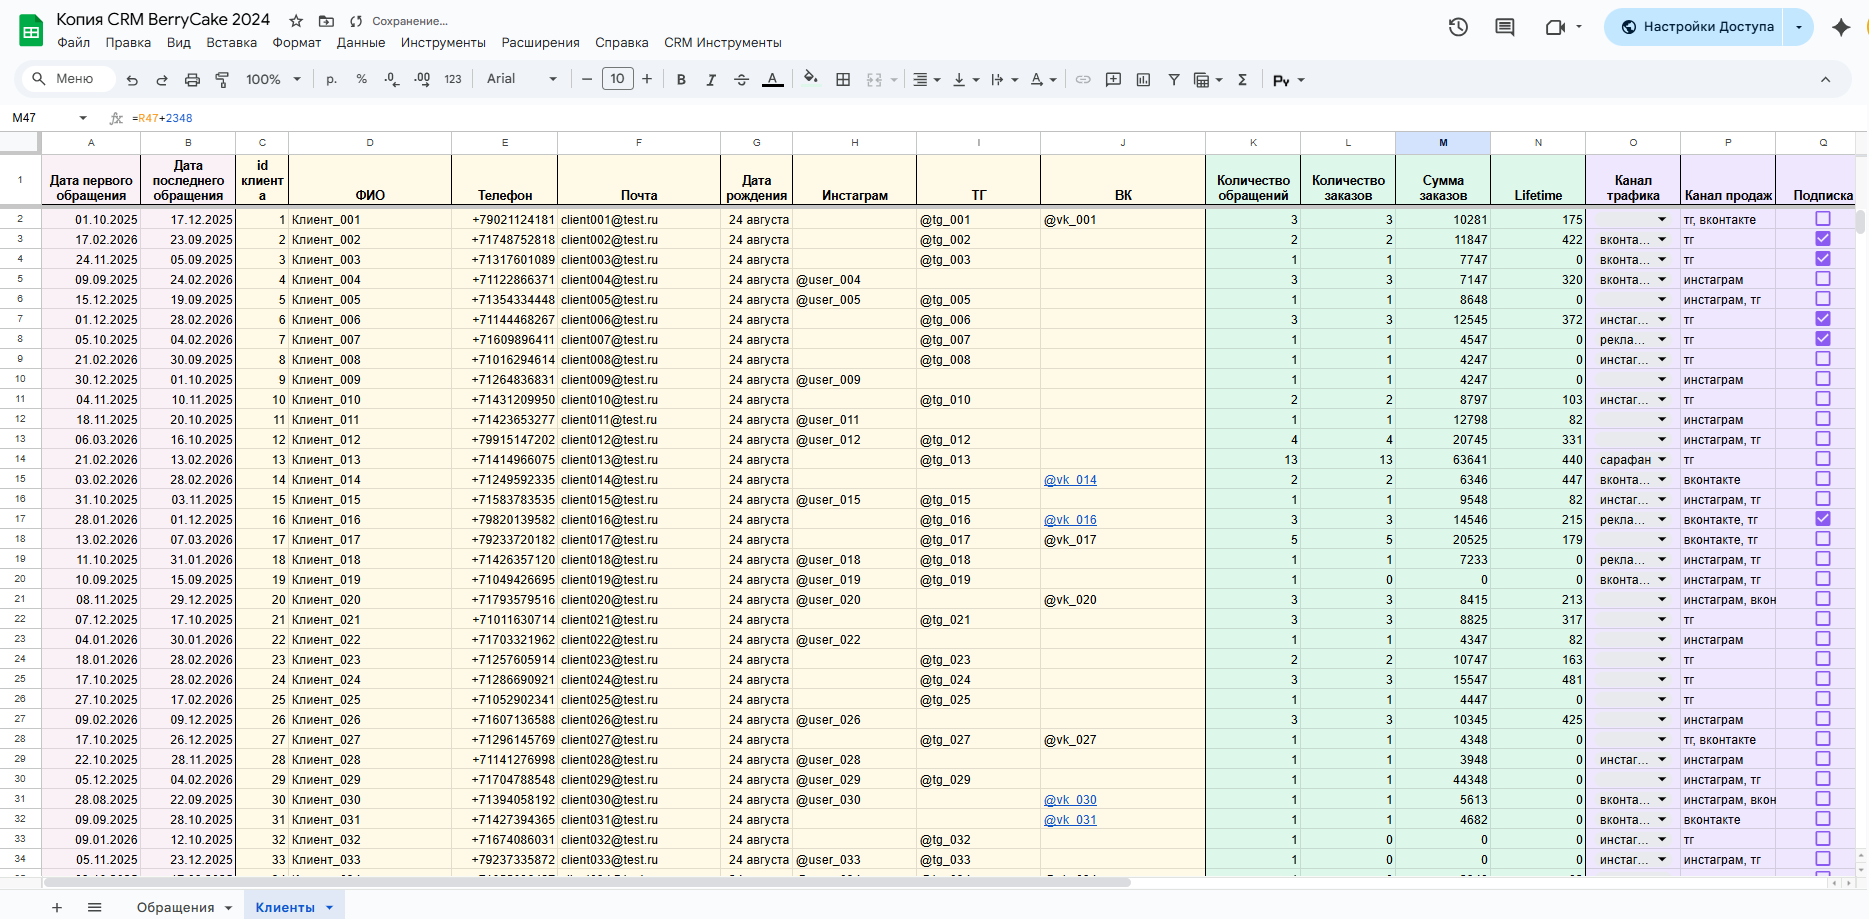 Копия CRM BerryCake 2024 Сохранение...
Файл Правка Вид Вставка Формат Данные Инструменты Расширения Справка CRM Инструменты
Настройки Доступа
Меню 100% р. % .0 .00 123 Arial 10
M47 =R47+2348
A B C D E F G H I J K L M N O P Q
1 Дата первого обращения Дата последнего обращения id клиента ФИО Телефон Почта Дата рождения Инстаграм ТГ ВК Количество обращений Количество заказов Сумма заказов Lifetime Канал трафика Канал продаж Подписка
2 01.10.2025 17.12.2025 1 Клиент_001 +79021124181 client001@test.ru 24 августа @tg_001 @vk_001 3 3 10281 175 тг, вконтакте
3 17.02.2026 23.09.2025 2 Клиент_002 +71748752818 client002@test.ru 24 августа @tg_002 2 2 11847 422 вконта... тг
4 24.11.2025 05.09.2025 3 Клиент_003 +71317601089 client003@test.ru 24 августа @tg_003 1 1 7747 0 вконта... тг
5 09.09.2025 24.02.2026 4 Клиент_004 +71122866371 client004@test.ru 24 августа @user_004 3 3 7147 320 вконта... инстаграм
6 15.12.2025 19.09.2025 5 Клиент_005 +71354334448 client005@test.ru 24 августа @user_005 @tg_005 1 1 8648 0 инстаграм, тг
7 01.12.2025 28.02.2026 6 Клиент_006 +71144468267 client006@test.ru 24 августа @tg_006 3 3 12545 372 инстаг... тг
8 05.10.2025 04.02.2026 7 Клиент_007 +71609896411 client007@test.ru 24 августа @tg_007 1 1 4547 0 рекла... тг
9 21.02.2026 30.09.2025 8 Клиент_008 +71016294614 client008@test.ru 24 августа @tg_008 1 1 4247 0 инстаг... тг
10 30.12.2025 01.10.2025 9 Клиент_009 +71264836831 client009@test.ru 24 августа @user_009 1 1 4247 0 инстаграм
11 04.11.2025 10.11.2025 10 Клиент_010 +71431209950 client010@test.ru 24 августа @tg_010 2 2 8797 103 инстаг... тг
12 18.11.2025 20.10.2025 11 Клиент_011 +71423653277 client011@test.ru 24 августа @user_011 1 1 12798 82 инстаграм
13 06.03.2026 16.10.2025 12 Клиент_012 +79915147202 client012@test.ru 24 августа @user_012 @tg_012 4 4 20745 331 инстаграм, тг
14 21.02.2026 13.02.2026 13 Клиент_013 +71414966075 client013@test.ru 24 августа @tg_013 13 13 63641 440 сарафан тг
15 03.02.2026 28.02.2026 14 Клиент_014 +71249592335 client014@test.ru 24 августа @vk_014 2 2 6346 447 вконта... вконтакте
16 31.10.2025 03.11.2025 15 Клиент_015 +71583783535 client015@test.ru 24 августа @user_015 @tg_015 1 1 9548 82 инстаг... инстаграм, тг
17 28.01.2026 01.12.2025 16 Клиент_016 +79820139582 client016@test.ru 24 августа @tg_016 @vk_016 3 3 14546 215 рекла... вконтакте, тг
18 13.02.2026 07.03.2026 17 Клиент_017 +79233720182 client017@test.ru 24 августа @tg_017 @vk_017 5 5 20525 179 вконтакте, тг
19 11.10.2025 31.01.2026 18 Клиент_018 +71426357120 client018@test.ru 24 августа @user_018 @tg_018 1 1 7233 0 рекла... инстаграм, тг
20 10.09.2025 15.09.2025 19 Клиент_019 +71049426695 client019@test.ru 24 августа @user_019 @tg_019 1 0 0 0 вконта... инстаграм, тг
21 08.11.2025 29.12.2025 20 Клиент_020 +71793579516 client020@test.ru 24 августа @user_020 @vk_020 3 3 8415 213 инстаграм, вкон
22 07.12.2025 17.10.2025 21 Клиент_021 +71011630714 client021@test.ru 24 августа @tg_021 3 3 8825 317 тг
23 04.01.2026 30.01.2026 22 Клиент_022 +71703321962 client022@test.ru 24 августа @user_022 1 1 4347 82 инстаграм
24 18.01.2026 28.02.2026 23 Клиент_023 +71257605914 client023@test.ru 24 августа @tg_023 2 2 10747 163 тг
25 17.10.2025 28.02.2026 24 Клиент_024 +71286690921 client024@test.ru 24 августа @tg_024 3 3 15547 481 тг
26 27.10.2025 17.02.2026 25 Клиент_025 +71052902341 client025@test.ru 24 августа @tg_025 1 1 4447 0 тг
27 09.02.2026 09.12.2025 26 Клиент_026 +71607136588 client026@test.ru 24 августа @user_026 3 3 10345 425 инстаграм
28 17.10.2025 26.12.2025 27 Клиент_027 +71296145769 client027@test.ru 24 августа @tg_027 @vk_027 1 1 4348 0 тг, вконтакте
29 22.10.2025 28.11.2025 28 Клиент_028 +71141276998 client028@test.ru 24 августа @user_028 1 1 3948 0 инстаг... инстаграм
30 05.12.2025 04.02.2026 29 Клиент_029 +71704788548 client029@test.ru 24 августа @user_029 @tg_029 1 1 44348 0 инстаграм, тг
31 28.08.2025 22.09.2025 30 Клиент_030 +71394058192 client030@test.ru 24 августа @user_030 @vk_030 1 1 5613 0 вконта... инстаграм, вкон
32 09.09.2025 28.10.2025 31 Клиент_031 +71427394365 client031@test.ru 24 августа @vk_031 1 1 4682 0 вконта... вконтакте
33 09.01.2026 12.10.2025 32 Клиент_032 +71674086031 client032@test.ru 24 августа @tg_032 1 0 0 0 инстаг... тг
34 05.11.2025 23.12.2025 33 Клиент_033 +79237335872 client033@test.ru 24 августа @user_033 @tg_033 1 0 0 0 инстаг... инстаграм, тг
Обращения Клиенты